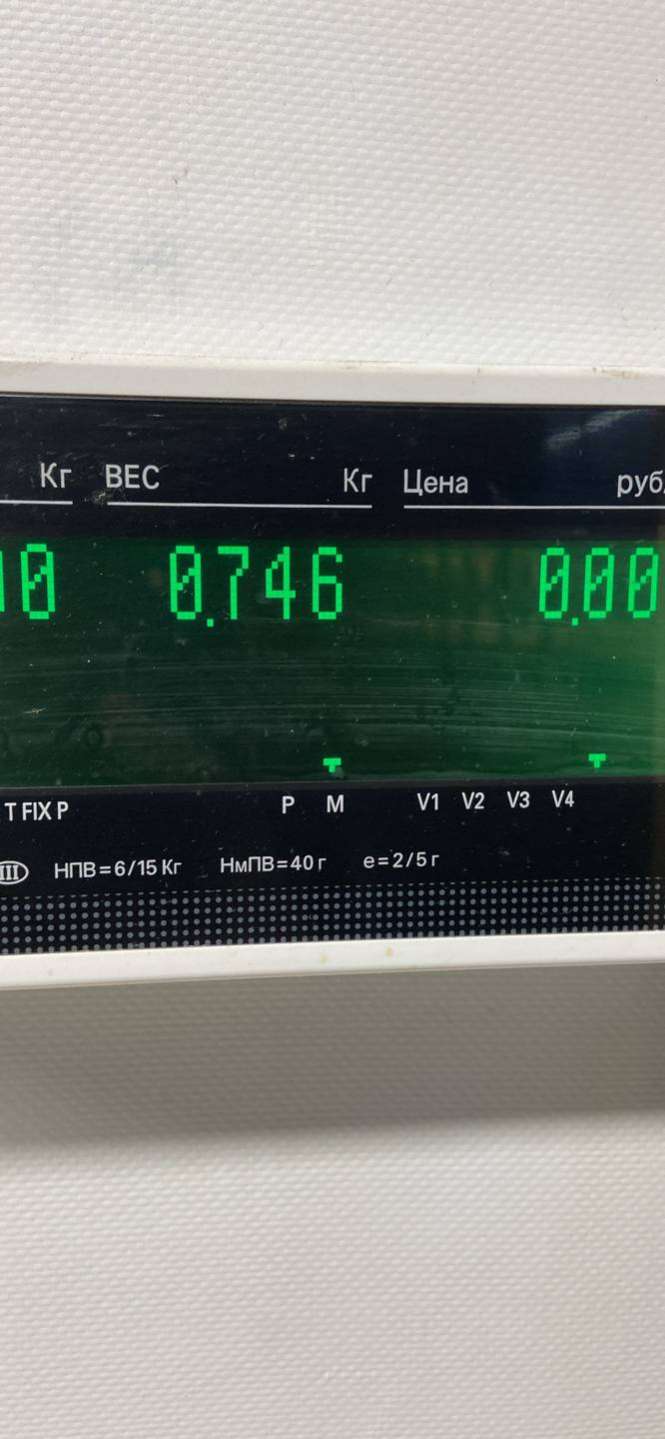 Кг ВЕС Кг Цена руб.
0 0.746 0.00
T FIX P P M V1 V2 V3 V4
III НПВ=6/15 Кг НмПВ=40 г e=2/5 г